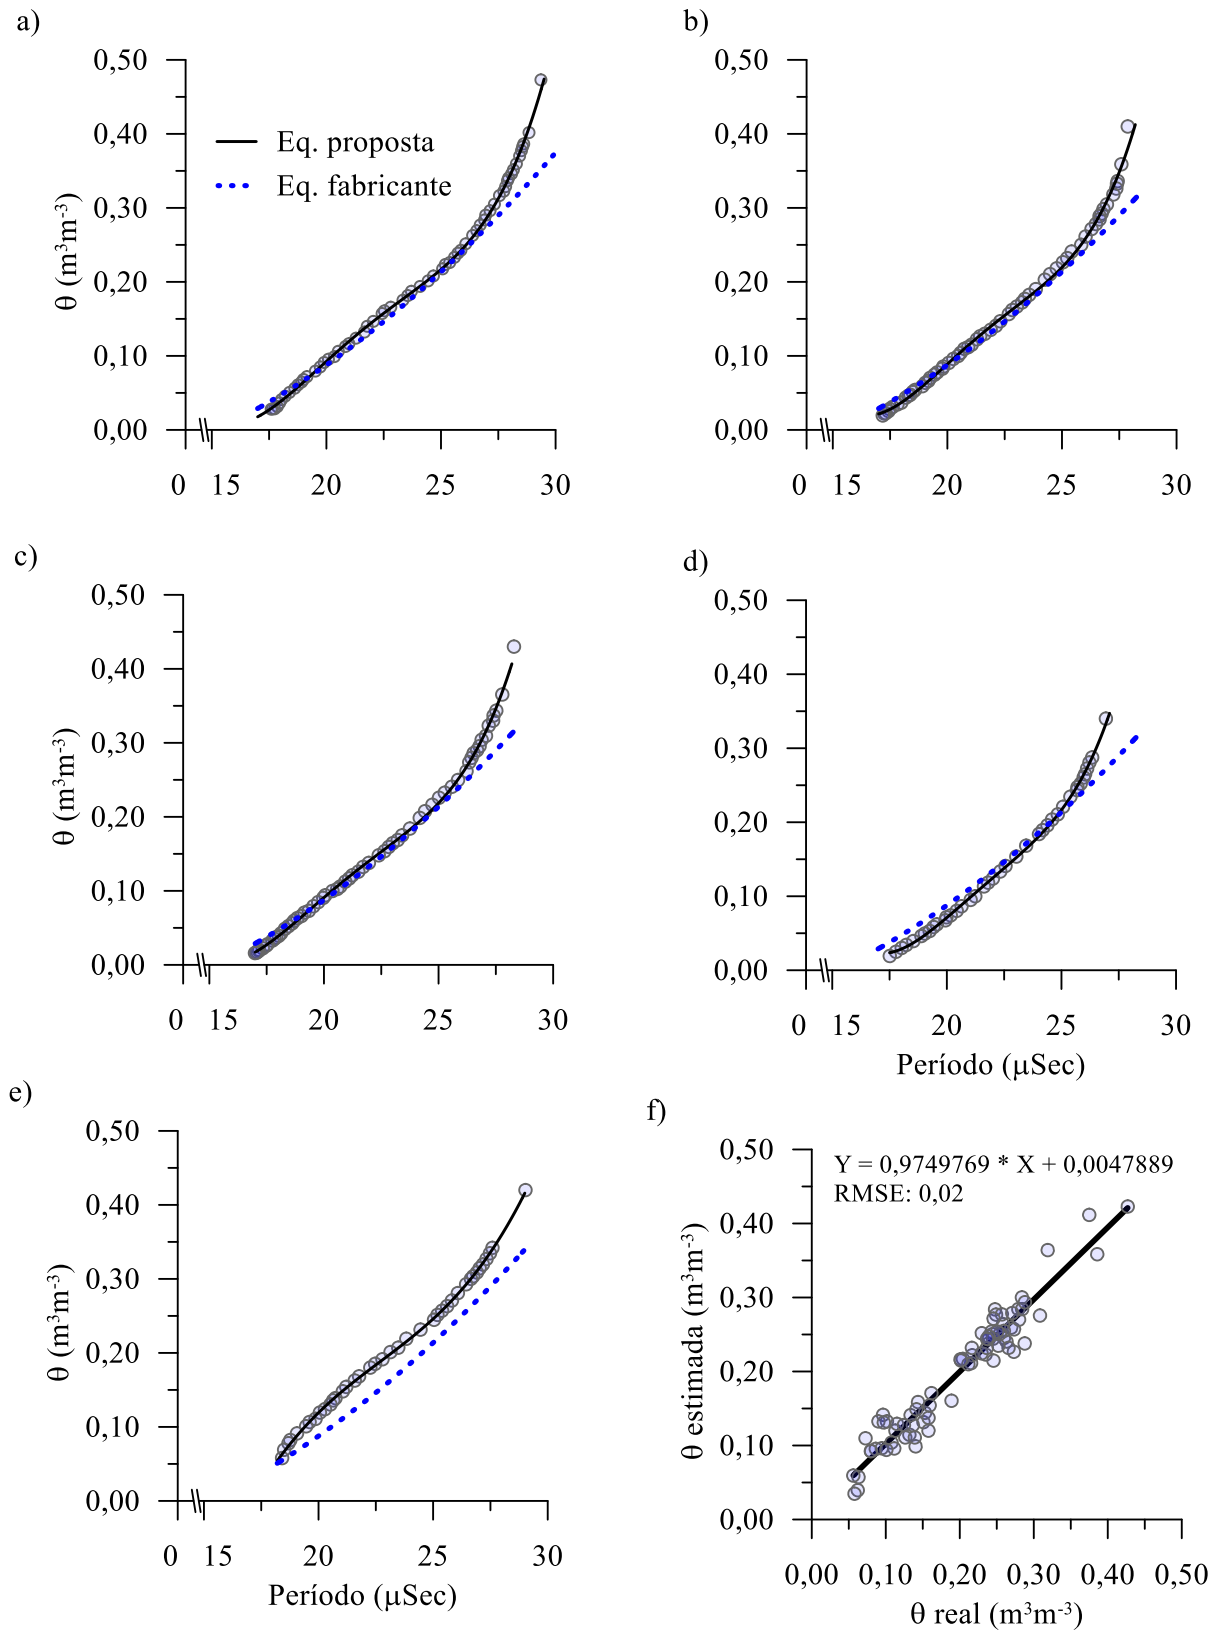 a)
0,50
0,40
0,30
0,20
0,10
0,00
θ (m³m⁻³)
Eq. proposta
Eq. fabricante
0 15 20 25 30
b)
0,50
0,40
0,30
0,20
0,10
0,00
0 15 20 25 30
c)
0,50
0,40
0,30
0,20
0,10
0,00
θ (m³m⁻³)
0 15 20 25 30
d)
0,50
0,40
0,30
0,20
0,10
0,00
0 15 20 25 30
Período (μSec)
e)
0,50
0,40
0,30
0,20
0,10
0,00
θ (m³m⁻³)
0 15 20 25 30
Período (μSec)
f)
Y = 0,9749769 * X + 0,0047889
RMSE: 0,02
0,50
0,40
0,30
0,20
0,10
0,00
θ estimada (m³m⁻³)
0,00 0,10 0,20 0,30 0,40 0,50
θ real (m³m⁻³)